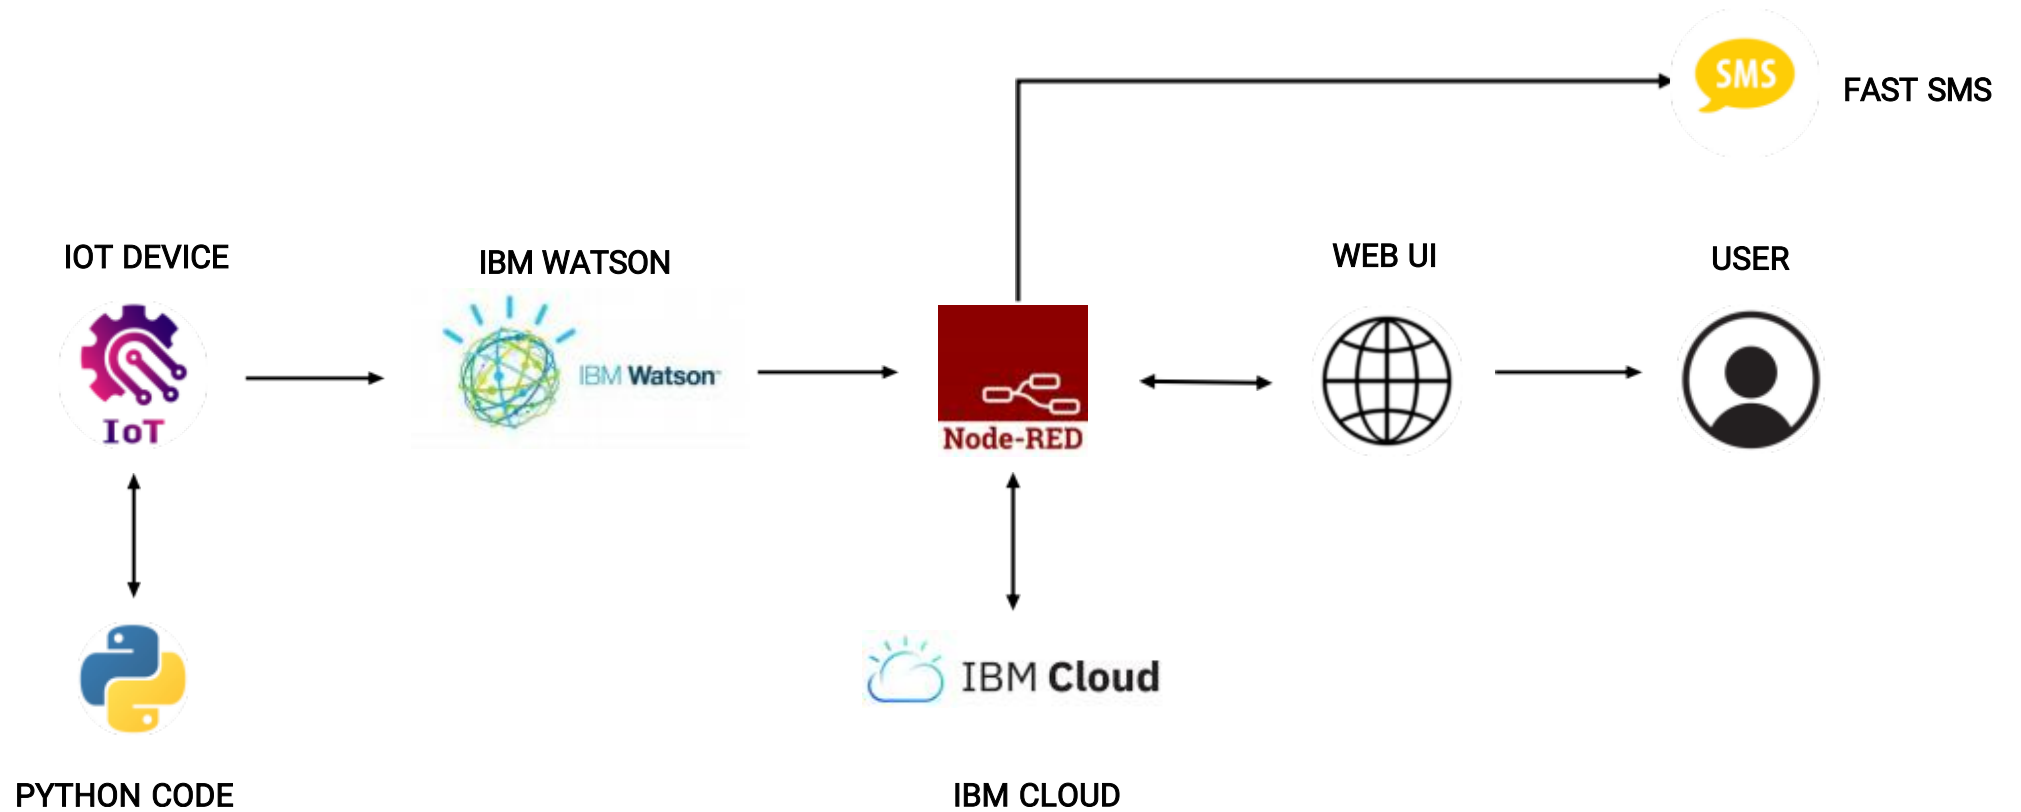 SMS
FAST SMS
IOT DEVICE
IBM WATSON
WEB UI
USER
IBM Watson
IoT
Node-RED
IBM Cloud
PYTHON CODE
IBM CLOUD